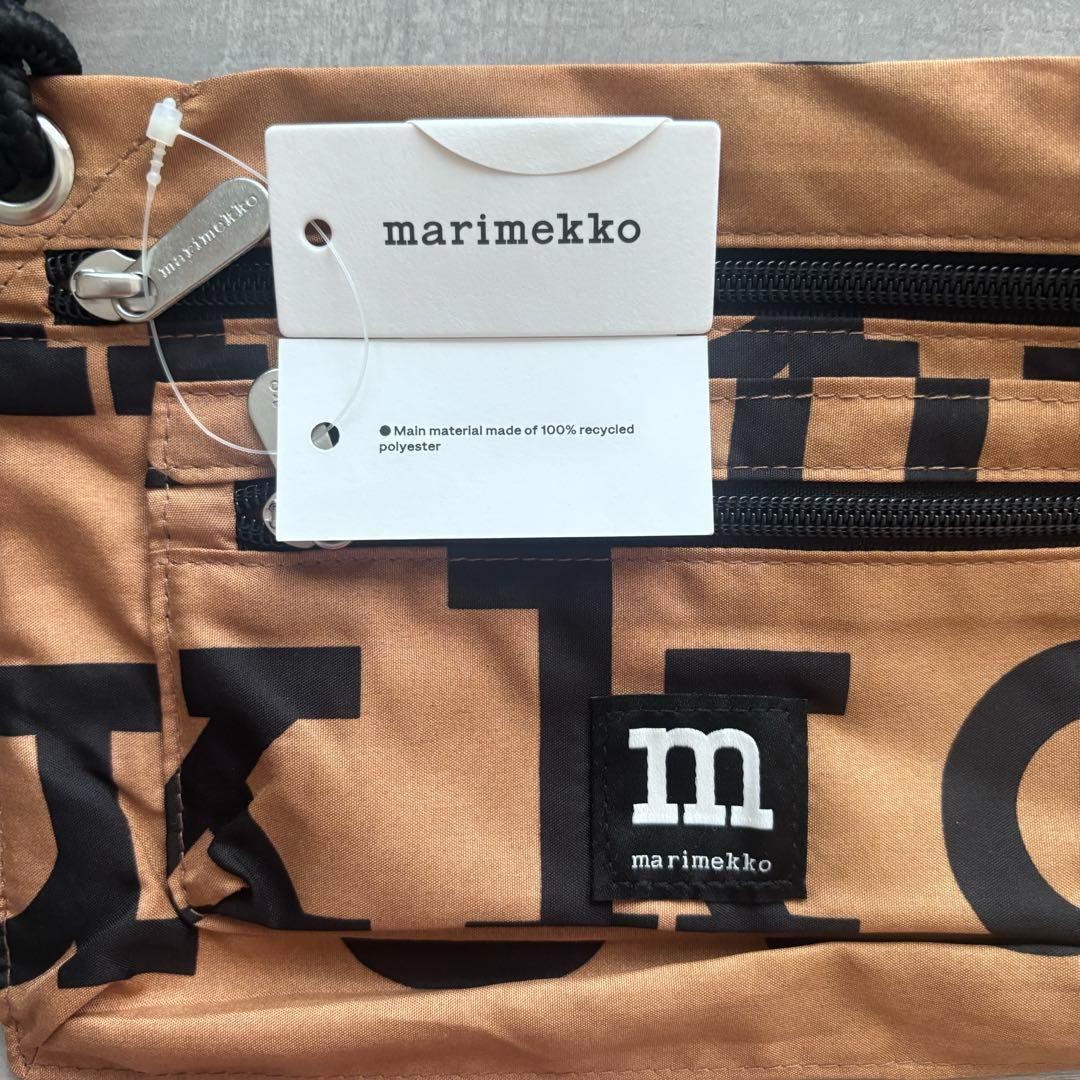 marimekko
marimekko
● Main material made of 100% recycled
polyester
m
marimekko